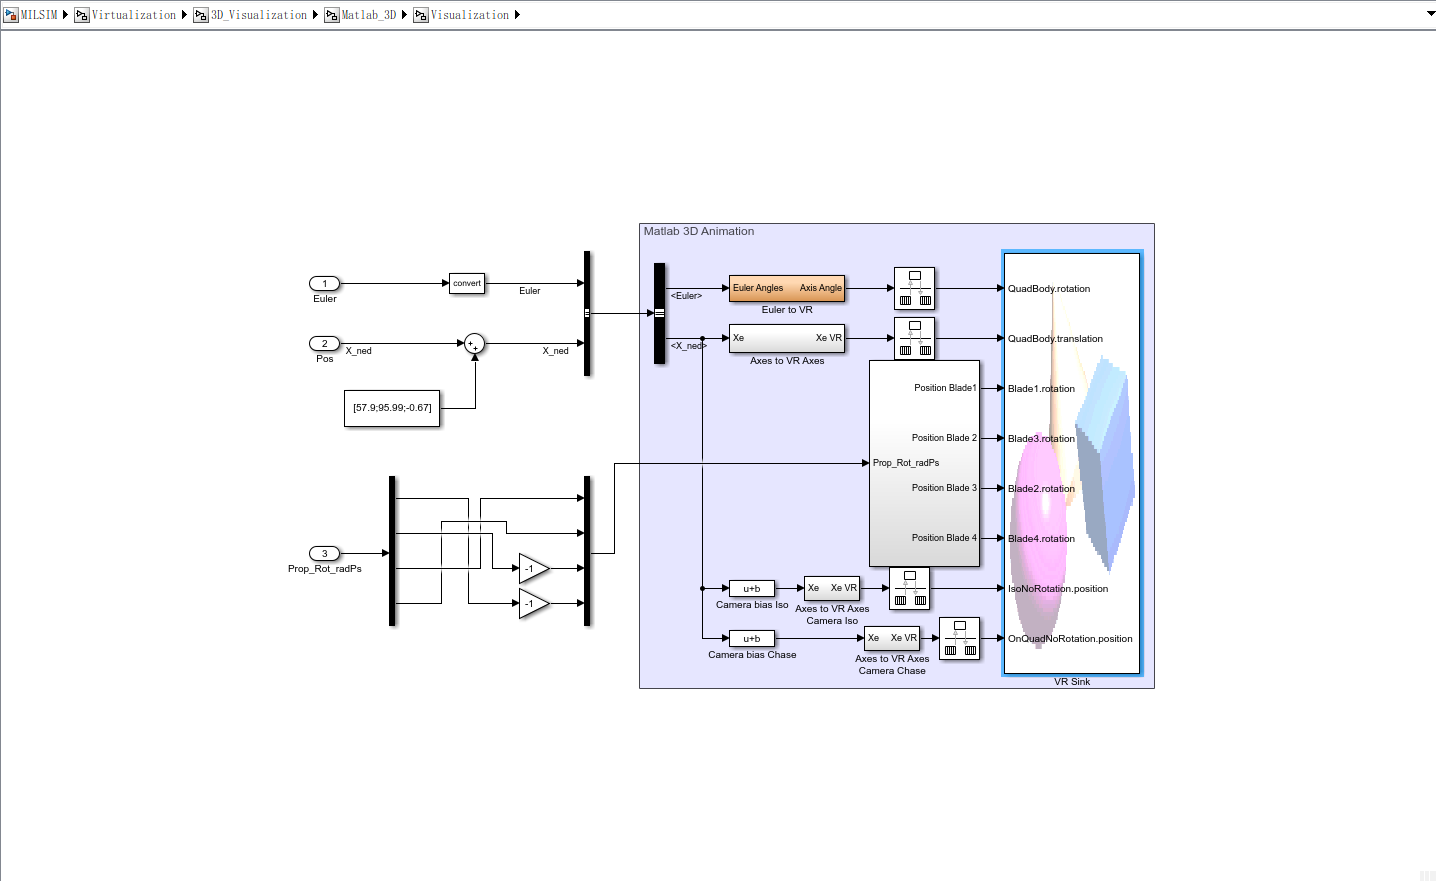 MILSIM Virtualization 3D_Visualization Matlab_3D Visualization
Matlab 3D Animation
1
Euler
convert
Euler
2
Pos
X_ned
X_ned
[57.9;95.99;-0.67]
3
Prop_Rot_radPs
-1
-1
<Euler>
<X_ned>
Euler Angles Axis Angle
Euler to VR
Xe Xe VR
Axes to VR Axes
Position Blade1
Position Blade 2
Prop_Rot_radPs
Position Blade 3
Position Blade 4
u+b
Camera bias Iso
Xe Xe VR
Axes to VR Axes
Camera Iso
u+b
Camera bias Chase
Xe Xe VR
Axes to VR Axes
Camera Chase
QuadBody.rotation
QuadBody.translation
Blade1.rotation
Blade3.rotation
Blade2.rotation
Blade4.rotation
IsoNoRotation.position
OnQuadNoRotation.position
VR Sink